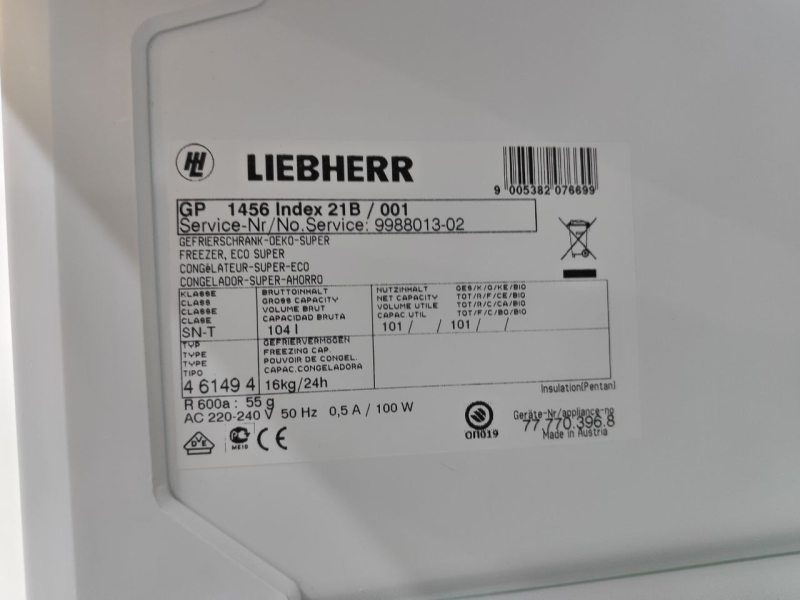 LIEBHERR
9 005382 076699
GP 1456 Index 21B / 001
Service-Nr/No.Service: 9988013-02
GEFRIERSCHRANK-OEKO-SUPER
FREEZER, ECO SUPER
CONGèLATEUR-SUPER-ECO
CONGELADOR-SUPER-AHORRO
KLASSE
CLASS
CLASSE
CLASE
SN-T
BRUTTOINHALT
GROSS CAPACITY
VOLUME BRUT
CAPACIDAD BRUTA
104 l
NUTZINHALT GES/K/G/KE/BIO
NET CAPACITY TOT/R/F/CE/BIO
VOLUME UTILE TOT/R/C/CA/BIO
CAPAC.UTIL TOT/F/C/BO/BIO
101 / / 101 / /
TYP
TYPE
TYPE
TIPO
4 6149 4
GEFRIERVERMÖGEN
FREEZING CAP.
POUVOIR DE CONGEL.
CAPAC.CONGELADORA
16kg/24h
Insulation(Pentan)
R 600a : 55 g
AC 220-240 V 50 Hz 0,5 A / 100 W
DVE
ME10
CE
ОП019
Geräte-Nr/appliance-no
77.770.396.8
Made in Austria